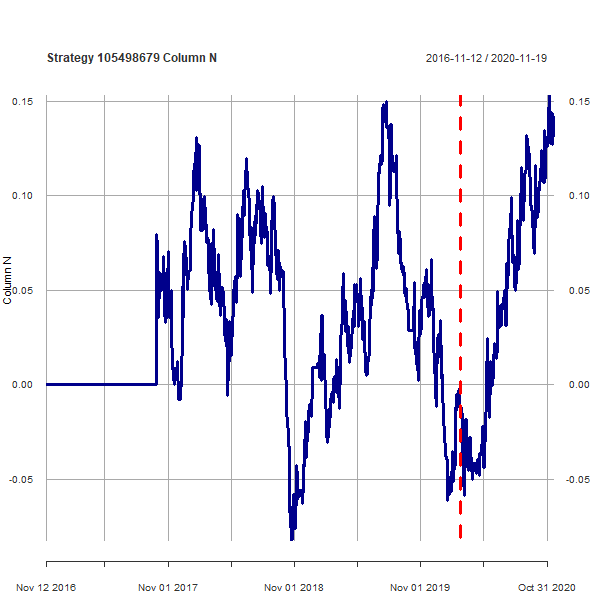 Strategy 105498679 Column N
2016-11-12 / 2020-11-19
0.15 0.15
0.10 0.10
0.05 0.05
0.00 0.00
-0.05 -0.05
Column N
Nov 12 2016 Nov 01 2017 Nov 01 2018 Nov 01 2019 Oct 31 2020